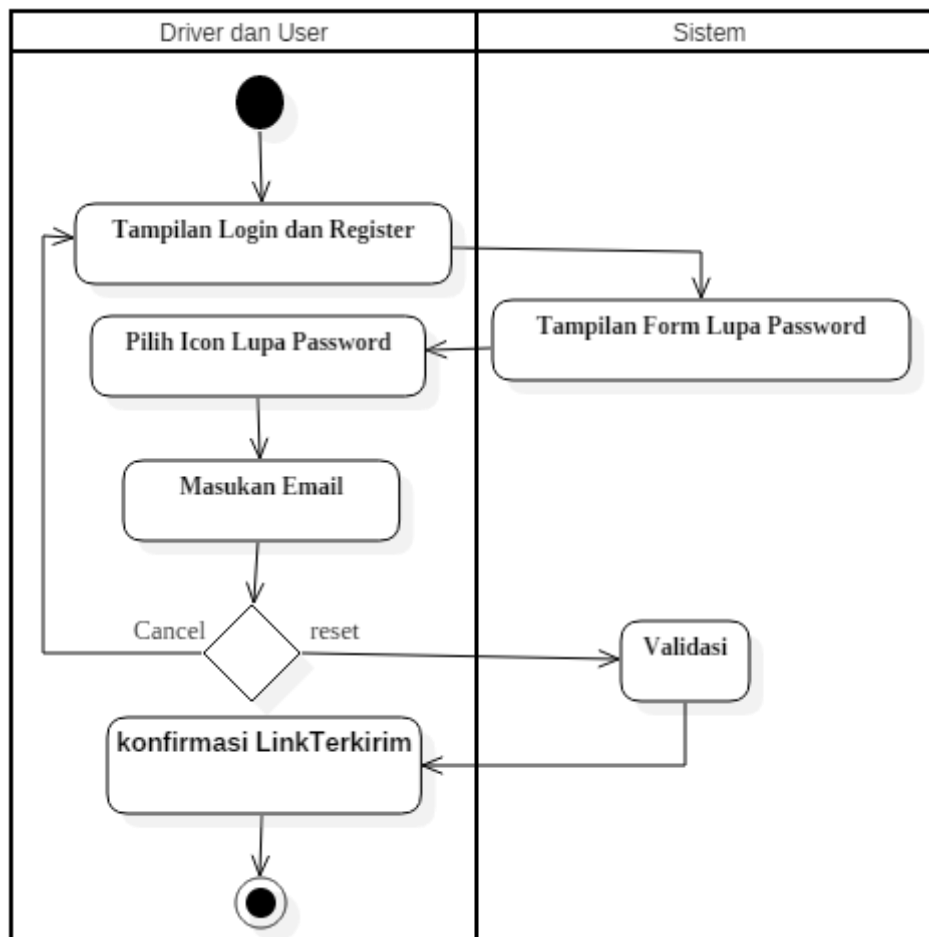 Driver dan User
Sistem
Tampilan Login dan Register
Tampilan Form Lupa Password
Pilih Icon Lupa Password
Masukan Email
Cancel
reset
Validasi
konfirmasi LinkTerkirim